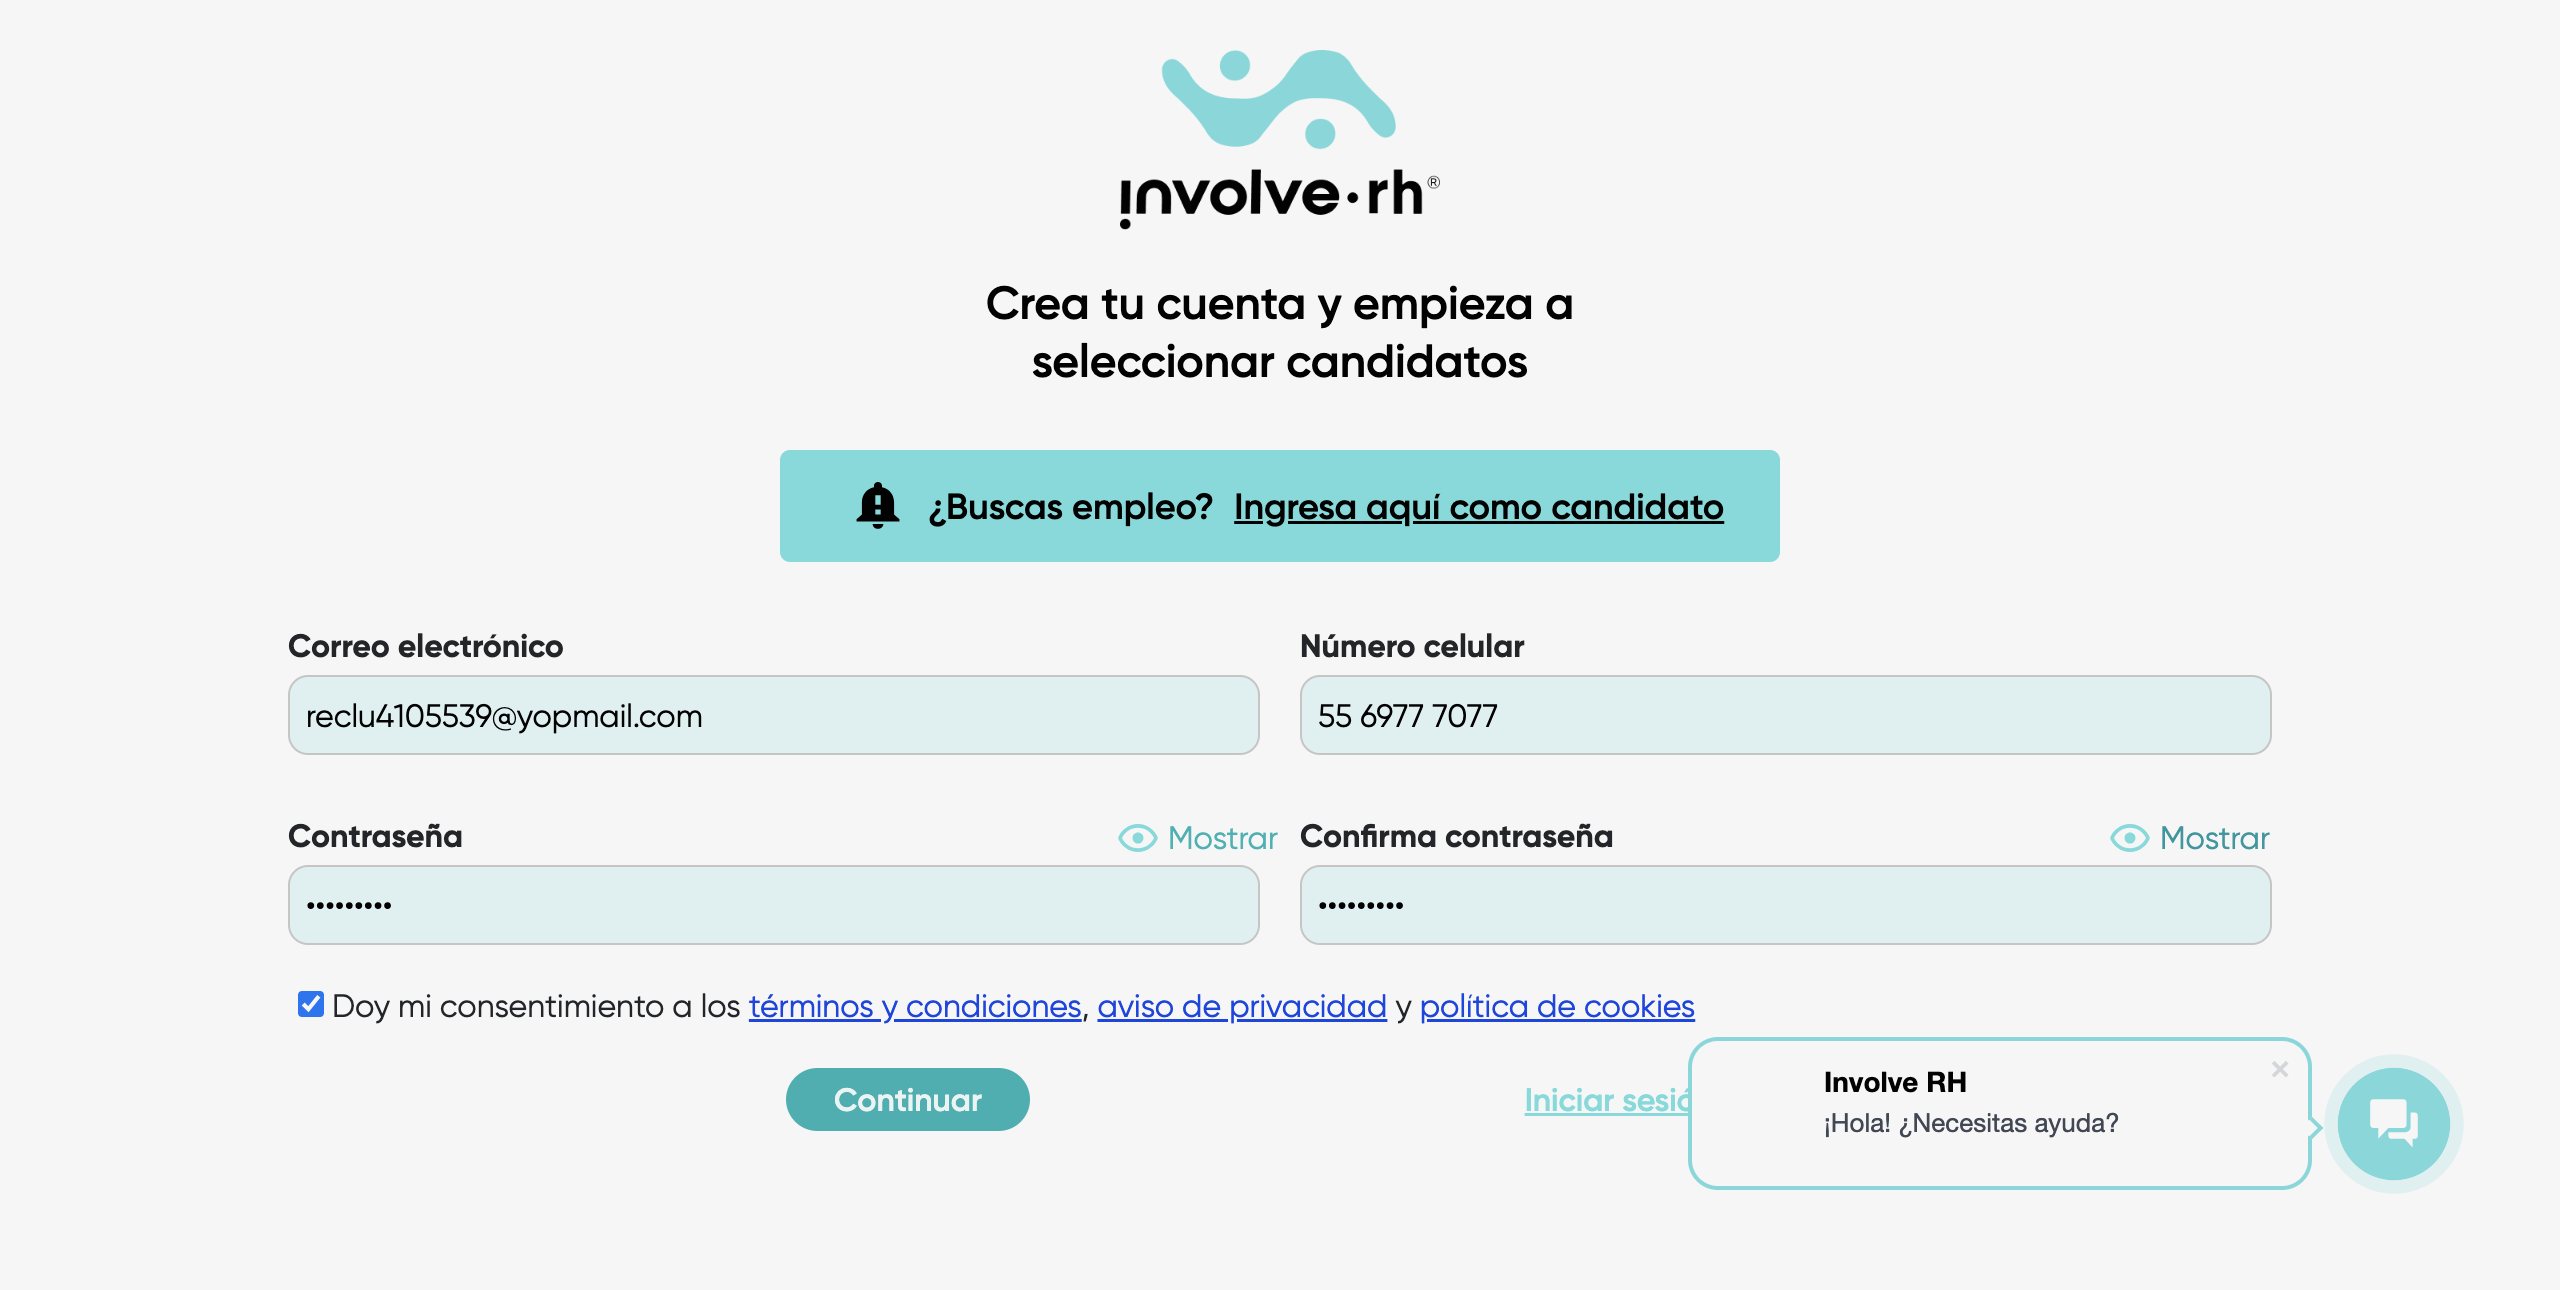 involve·rh®
Crea tu cuenta y empieza a
seleccionar candidatos
¿Buscas empleo? Ingresa aquí como candidato
Correo electrónico
reclu4105539@yopmail.com
Número celular
55 6977 7077
Contraseña
Mostrar
•••••••••
Confirma contraseña
Mostrar
•••••••••
Doy mi consentimiento a los términos y condiciones, aviso de privacidad y política de cookies
Continuar
Iniciar sesió
Involve RH
¡Hola! ¿Necesitas ayuda?